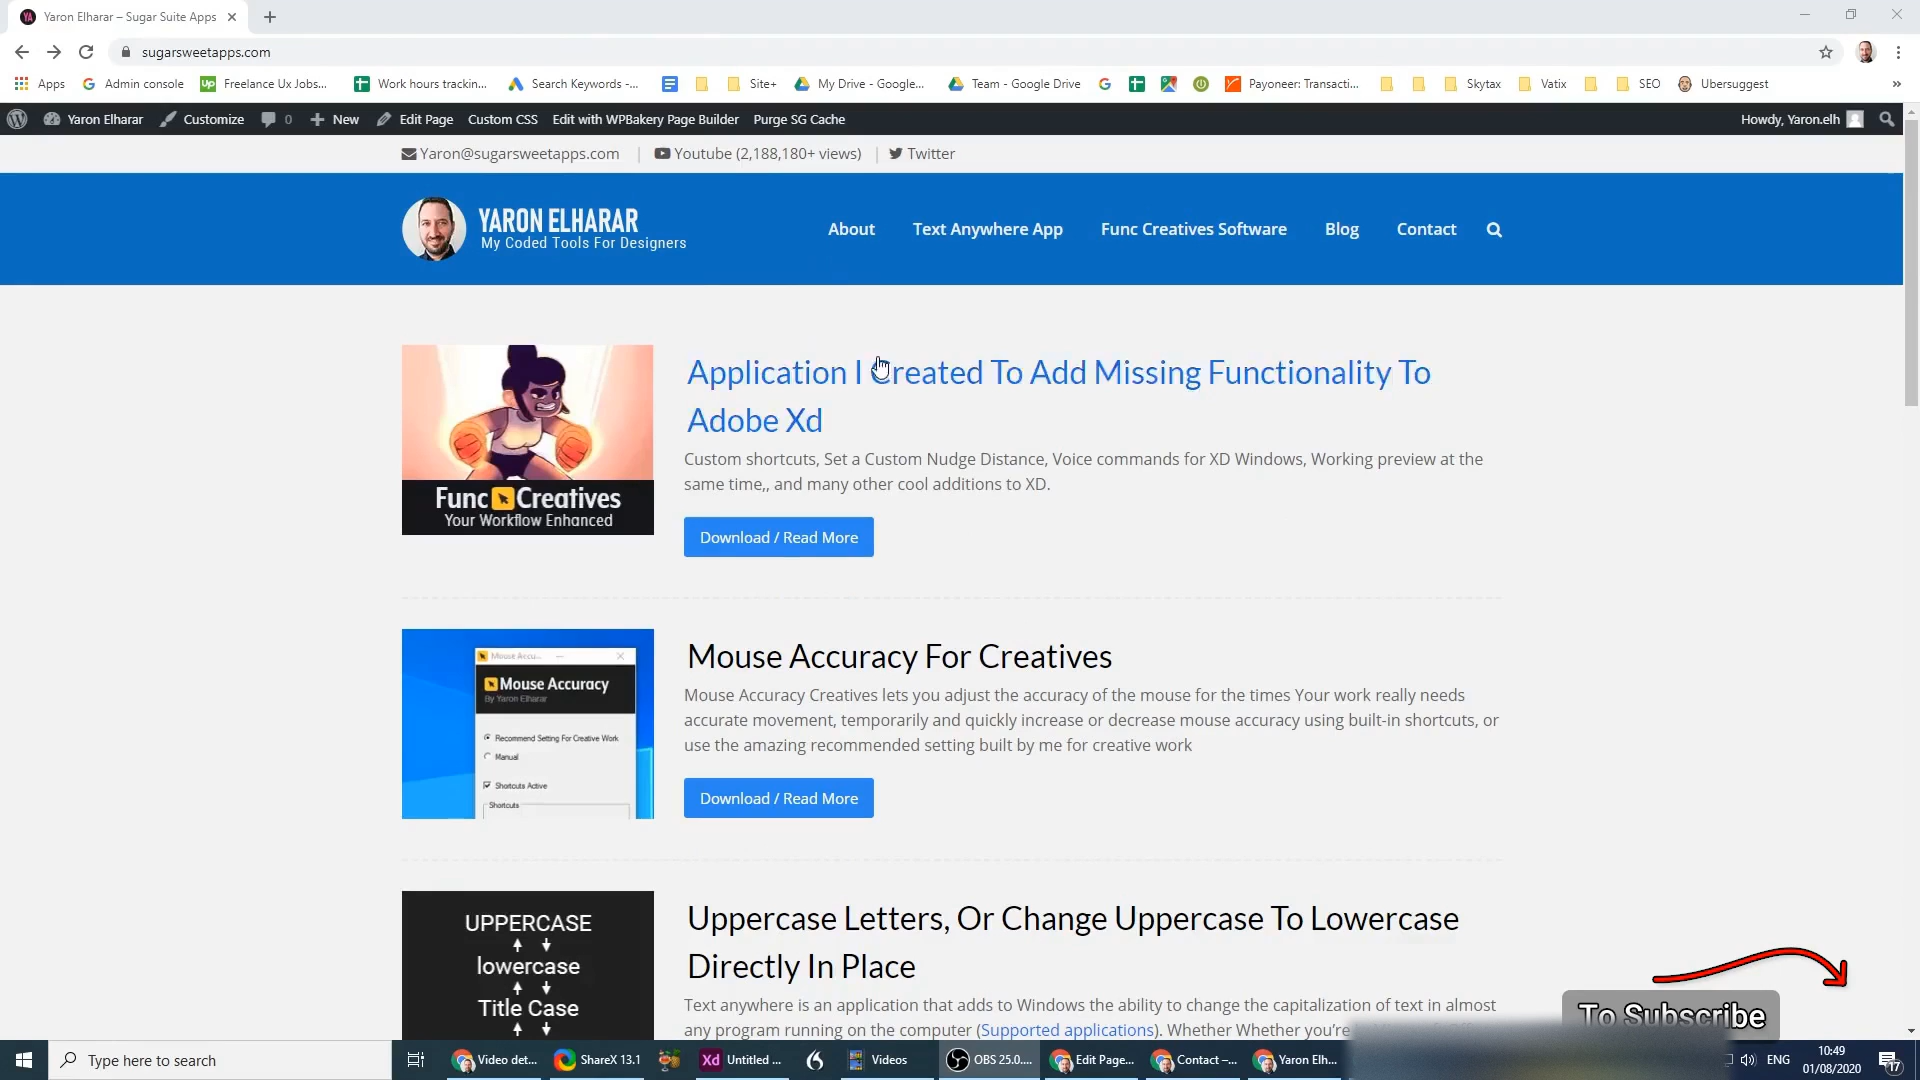 Yaron Elharar – Sugar Suite Apps
sugarsweetapps.com
Apps
Admin console
Freelance Ux Jobs...
Work hours trackin...
Search Keywords -...
Site+
My Drive - Google...
Team - Google Drive
Payoneer: Transacti...
Skytax
Vatix
SEO
Ubersuggest
»
Yaron Elharar
Customize
0
New
Edit Page
Custom CSS
Edit with WPBakery Page Builder
Purge SG Cache
Howdy, Yaron.elh
Yaron@sugarsweetapps.com | Youtube (2,188,180+ views) | Twitter
YARON ELHARAR
My Coded Tools For Designers
About
Text Anywhere App
Func Creatives Software
Blog
Contact
Func Creatives
Your Workflow Enhanced
Application I Created To Add Missing Functionality To
Adobe Xd
Custom shortcuts, Set a Custom Nudge Distance, Voice commands for XD Windows, Working preview at the
same time,, and many other cool additions to XD.
Download / Read More
Mouse Accu...
Mouse Accuracy
By Yaron Elharar
Recommend Setting For Creative Work
Manual
Shortcuts Active
Shortcuts
Mouse Accuracy For Creatives
Mouse Accuracy Creatives lets you adjust the accuracy of the mouse for the times Your work really needs
accurate movement, temporarily and quickly increase or decrease mouse accuracy using built-in shortcuts, or
use the amazing recommended setting built by me for creative work
Download / Read More
UPPERCASE
lowercase
Title Case
Uppercase Letters, Or Change Uppercase To Lowercase
Directly In Place
Text anywhere is an application that adds to Windows the ability to change the capitalization of text in almost
any program running on the computer (Supported applications). Whether Whether you're
To Subscribe
Type here to search
Video det...
ShareX 13.1
Xd
Untitled ...
Videos
OBS 25.0....
Edit Page...
Contact –...
Yaron Elh...
ENG
10:49
01/08/2020
17